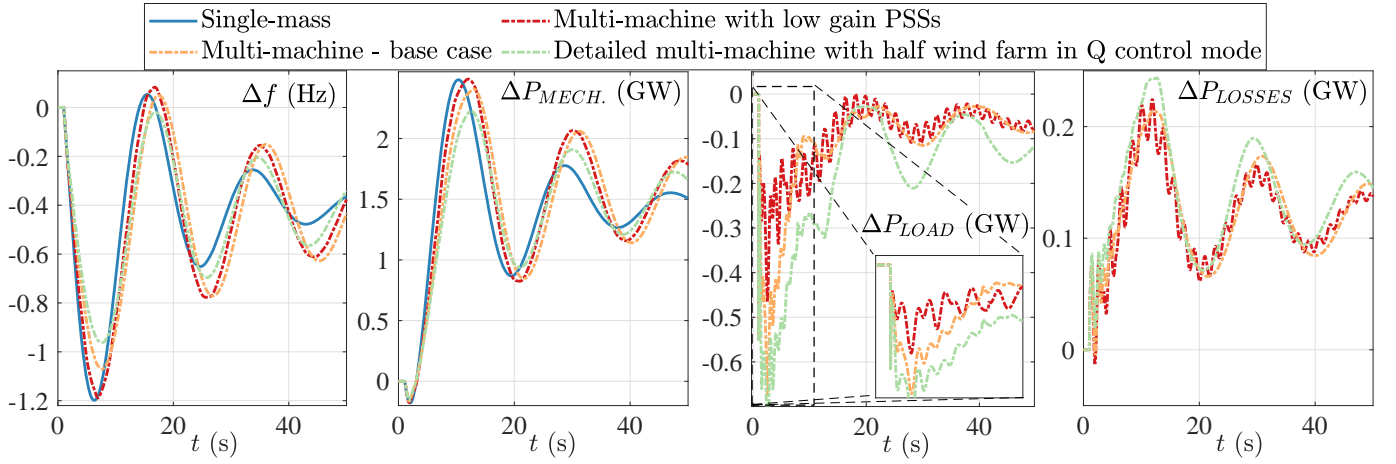 Single-mass
Multi-machine with low gain PSSs
Multi-machine - base case
Detailed multi-machine with half wind farm in Q control mode
Δf (Hz)
0
-0.2
-0.4
-0.6
-0.8
-1
-1.2
0 20 40
t (s)
ΔP_MECH. (GW)
2
1.5
1
0.5
0
0 20 40
t (s)
ΔP_LOAD (GW)
0
-0.1
-0.2
-0.3
-0.4
-0.5
-0.6
0 20 40
t (s)
ΔP_LOSSES (GW)
0.2
0.1
0
0 20 40
t (s)